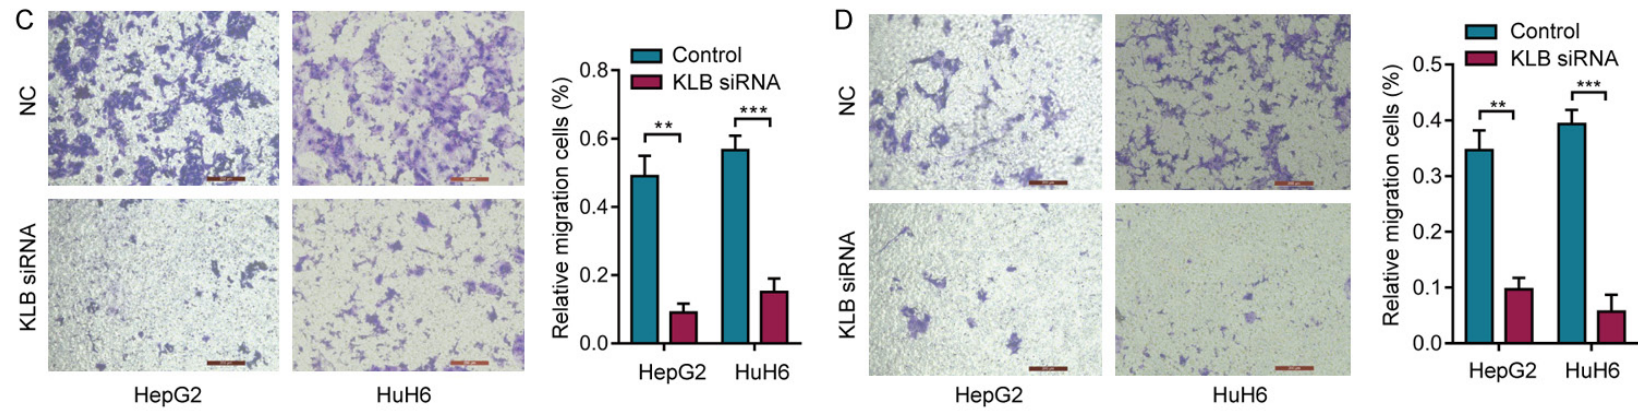 C
NC
KLB siRNA
HepG2
HuH6
Control
KLB siRNA
Relative migration cells (%)
0.8
0.6
0.4
0.2
0.0
**
***
HepG2
HuH6
D
NC
KLB siRNA
HepG2
HuH6
Control
KLB siRNA
Relative migration cells (%)
0.5
0.4
0.3
0.2
0.1
0.0
**
***
HepG2
HuH6